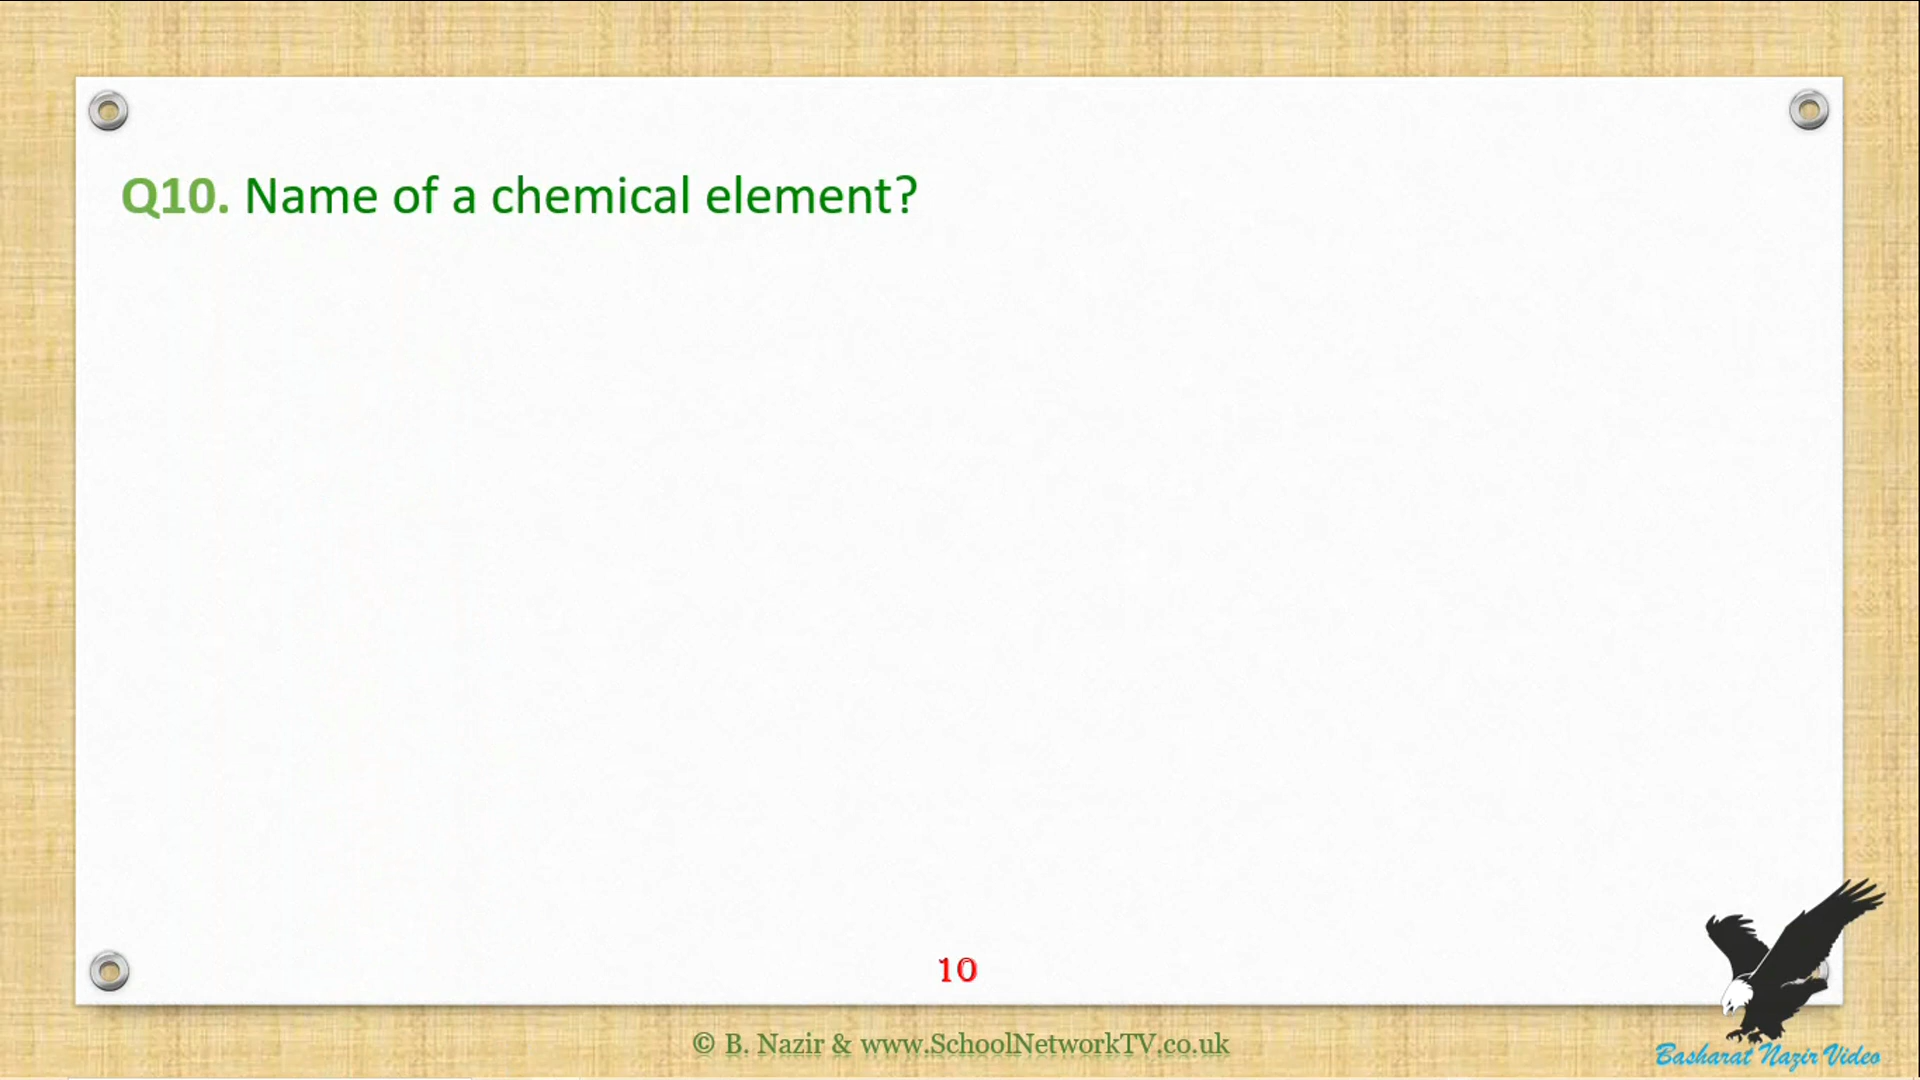 Q10. Name of a chemical element?
10
© B. Nazir & www.SchoolNetworkTV.co.uk
Basharat Nazir Video